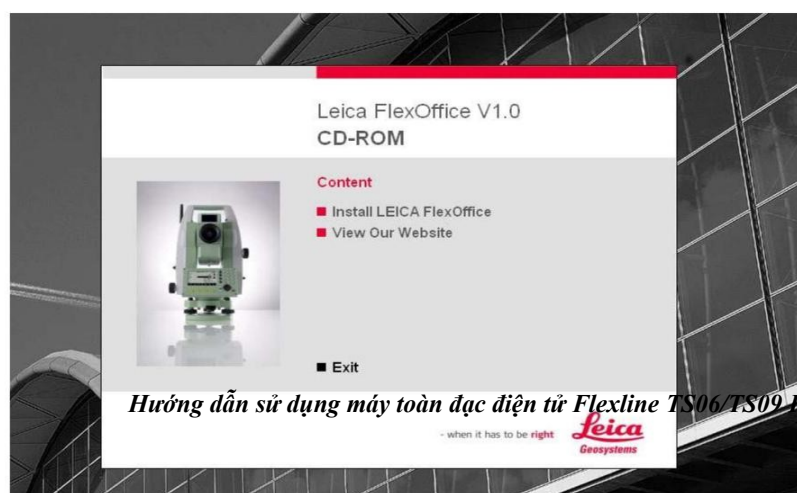 Leica FlexOffice V1.0
CD-ROM
Content
Install LEICA FlexOffice
View Our Website
Exit
Hướng dẫn sử dụng máy toàn đạc điện tử Flexline TS06/TS09
- when it has to be right
Leica
Geosystems